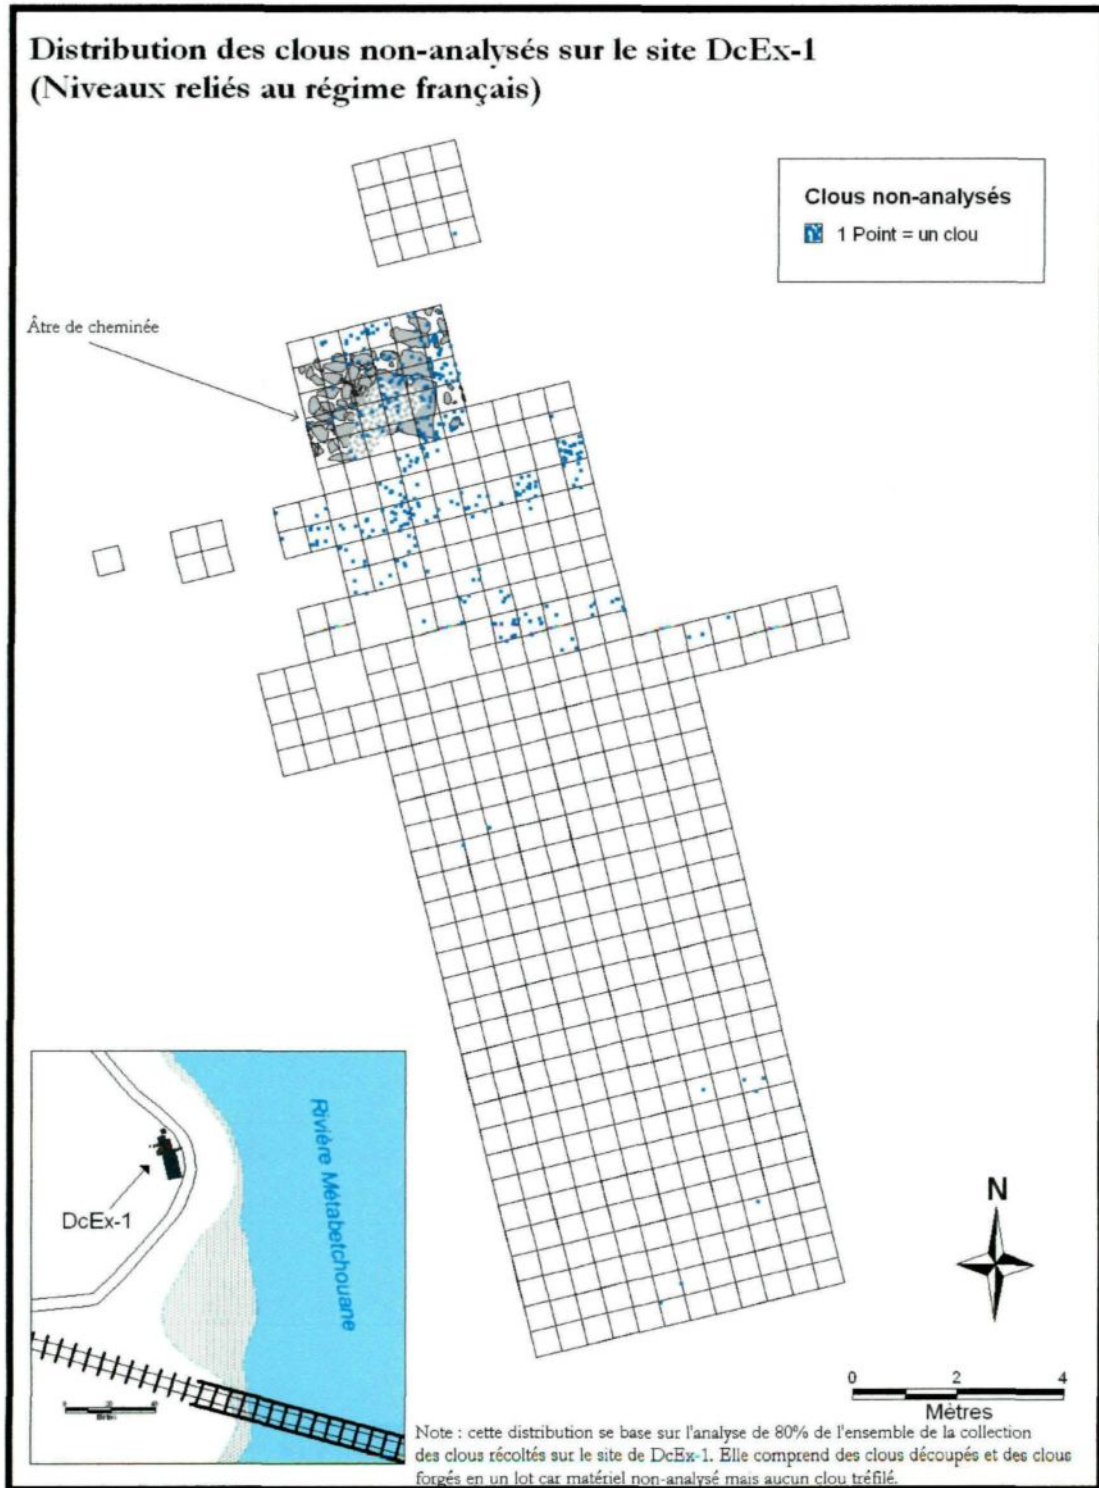 Distribution des clous non-analysés sur le site DcEx-1
(Niveaux reliés au régime français)
Clous non-analysés
1 Point = un clou
Âtre de cheminée
Rivière Métabetchouane
DcEx-1
N
0 2 4
Mètres
Note : cette distribution se base sur l'analyse de 80% de l'ensemble de la collection
des clous récoltés sur le site de DcEx-1. Elle comprend des clous découpés et des clous
forgés en un lot car matériel non-analysé mais aucun clou tréfilé.